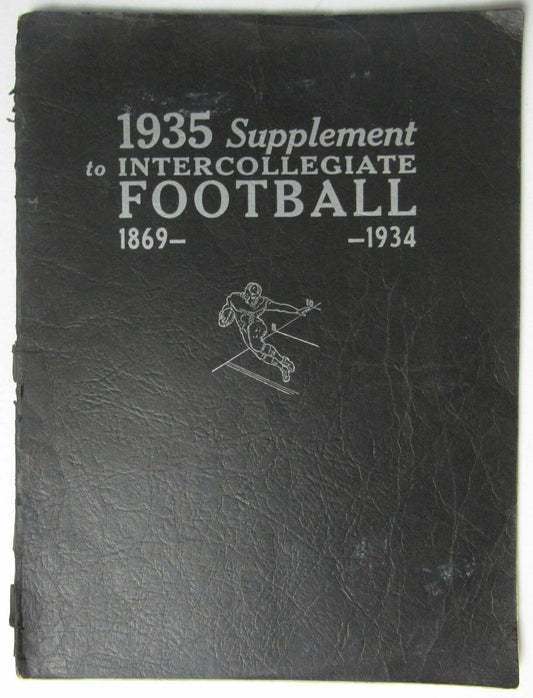 1935 Supplement
to INTERCOLLEGIATE
FOOTBALL
1869— —1934